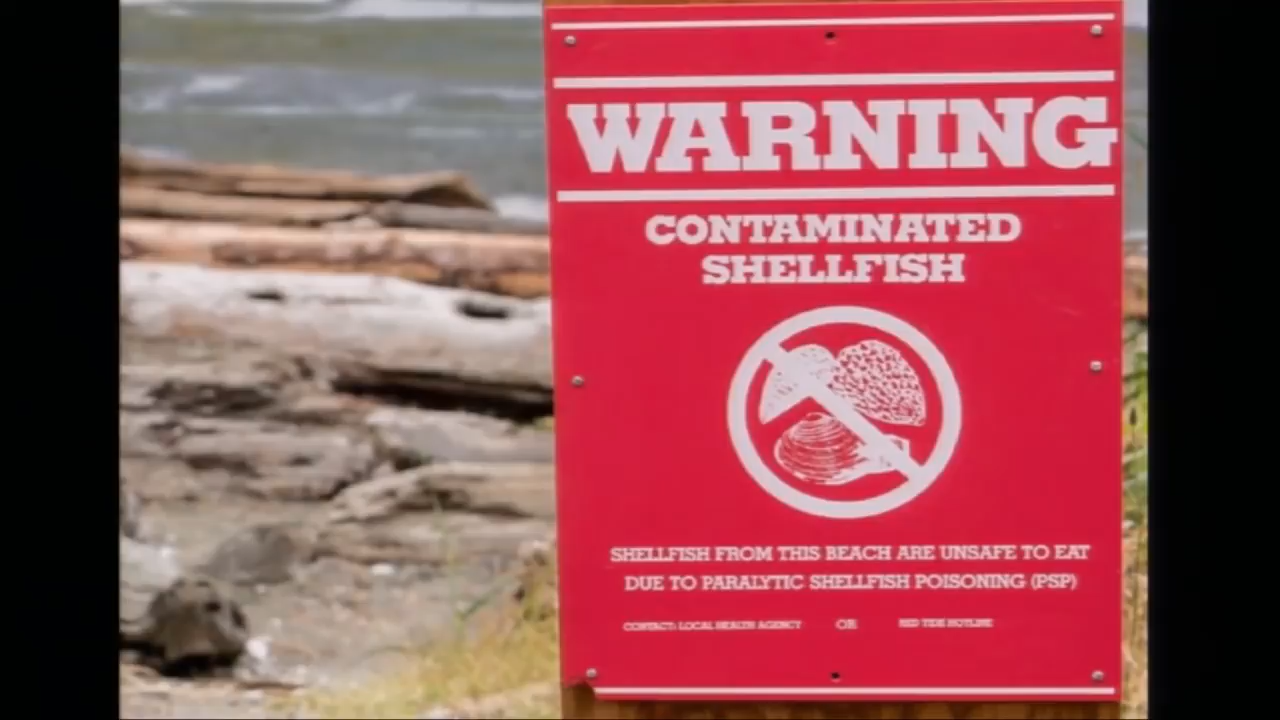 WARNING
CONTAMINATED
SHELLFISH
SHELLFISH FROM THIS BEACH ARE UNSAFE TO EAT
DUE TO PARALYTIC SHELLFISH POISONING (PSP)
CONTACT: LOCAL HEALTH AGENCY OR RED TIDE HOTLINE